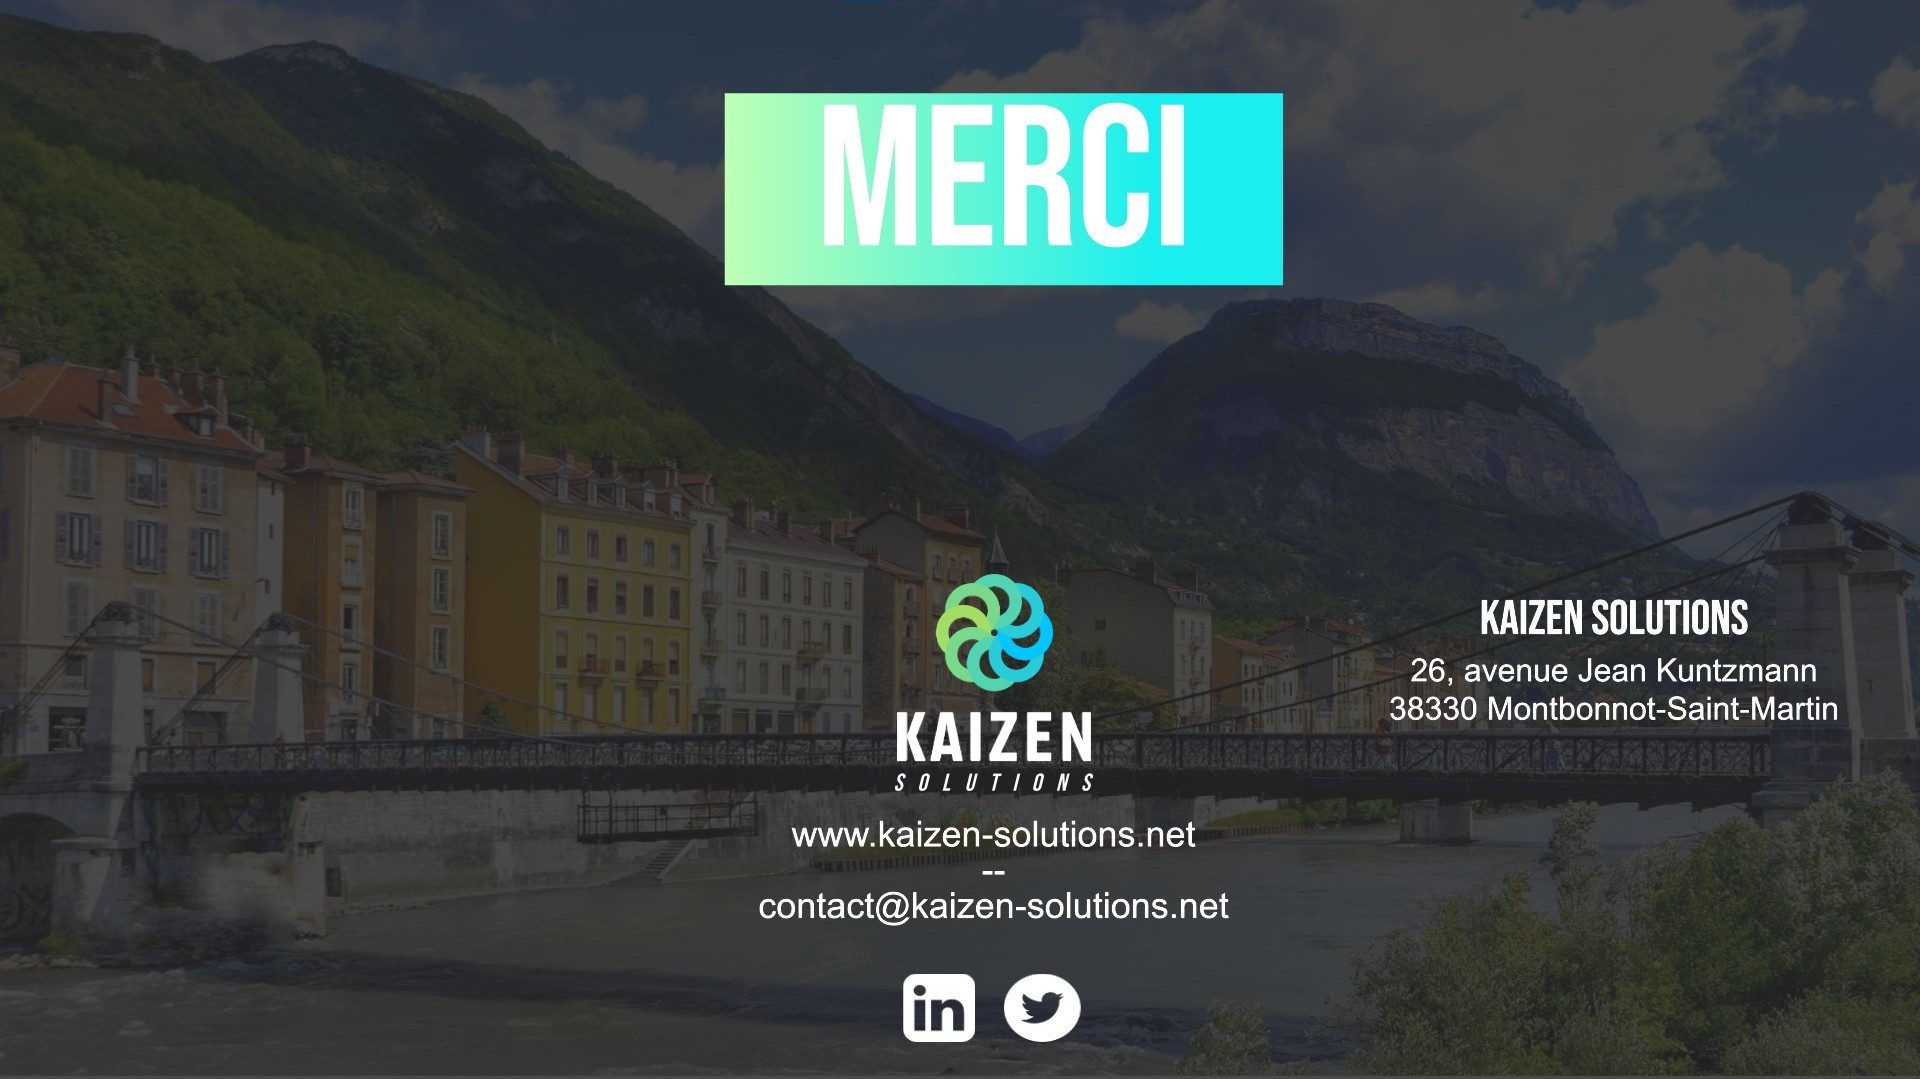 MERCI
KAIZEN
SOLUTIONS
www.kaizen-solutions.net
--
contact@kaizen-solutions.net
in
KAIZEN SOLUTIONS
26, avenue Jean Kuntzmann
38330 Montbonnot-Saint-Martin